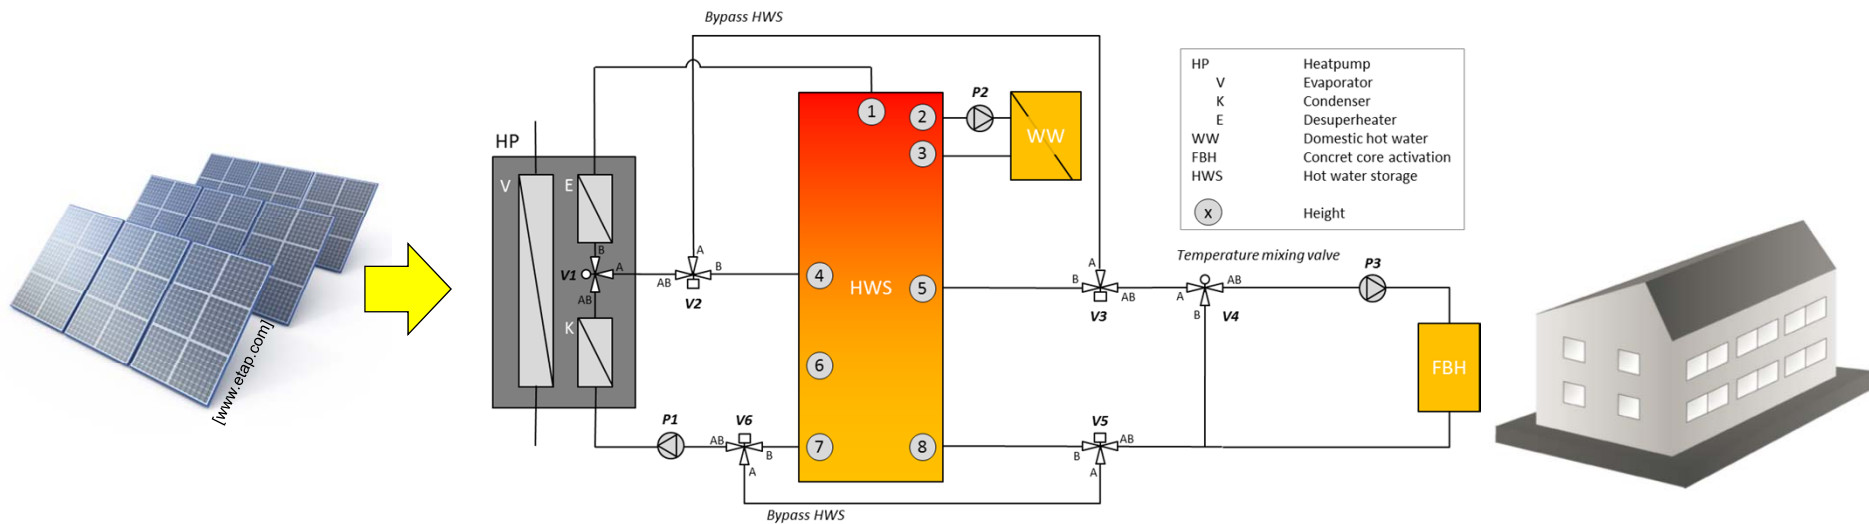 Bypass HWS
HP Heatpump
V Evaporator
K Condenser
E Desuperheater
WW Domestic hot water
FBH Concret core activation
HWS Hot water storage
x Height
HP
V
E
K
B
V1
A
AB
A
AB
B
V2
1
2
3
4
5
6
7
8
HWS
P2
WW
A
B
AB
V3
Temperature mixing valve
A
AB
B
V4
P3
FBH
P1
V6
AB
B
A
V5
AB
B
A
Bypass HWS
[www.etap.com]